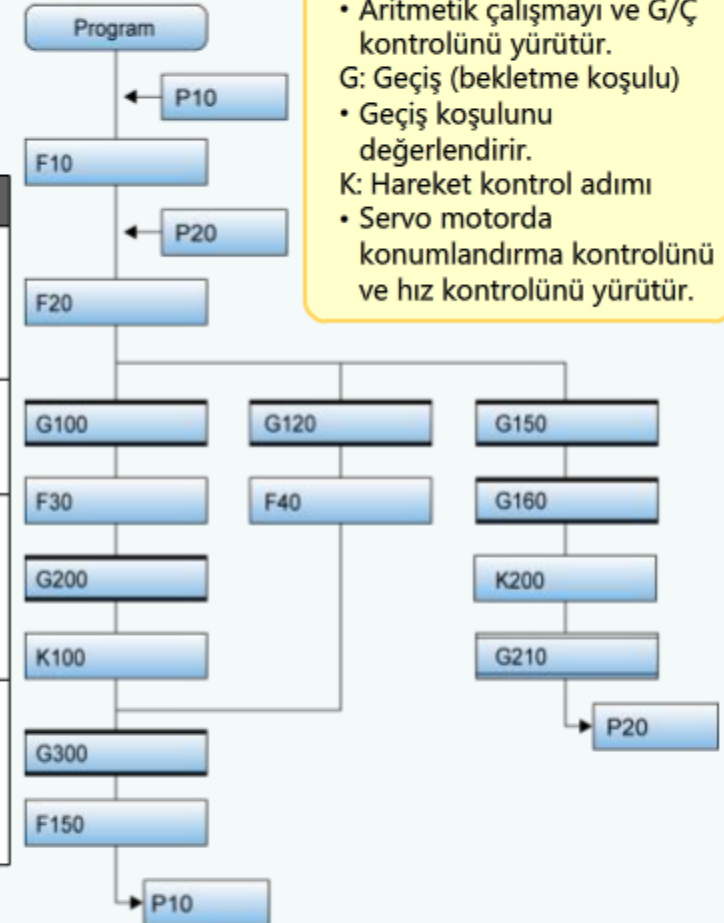 • Aritmetik çalışmayı ve G/Ç
kontrolünü yürütür.
G: Geçiş (bekletme koşulu)
• Geçiş koşulunu
değerlendirir.
K: Hareket kontrol adımı
• Servo motorda
konumlandırma kontrolünü
ve hız kontrolünü yürütür.
Program
P10
F10
P20
F20
G100
G120
G150
F30
F40
G160
G200
K200
K100
G210
P20
G300
F150
P10